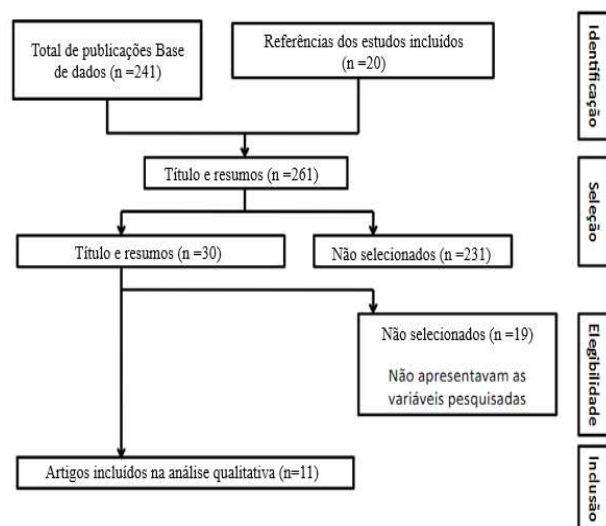 Total de publicações Base
de dados (n =241)
Referências dos estudos incluídos
(n =20)
Identificação
Título e resumos (n =261)
Seleção
Título e resumos (n =30)
Não selecionados (n =231)
Não selecionados (n =19)
Não apresentavam as
variáveis pesquisadas
Elegibilidade
Artigos incluídos na análise qualitativa (n=11)
Inclusão